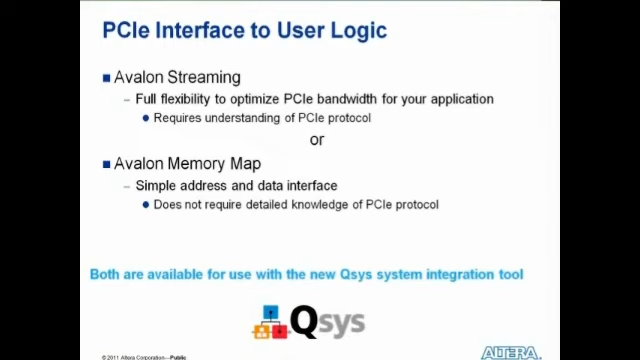 PCIe Interface to User Logic
Avalon Streaming
– Full flexibility to optimize PCIe bandwidth for your application
Requires understanding of PCIe protocol
or
Avalon Memory Map
– Simple address and data interface
Does not require detailed knowledge of PCIe protocol
Both are available for use with the new Qsys system integration tool
Qsys
© 2011 Altera Corporation—Public
ALTERA